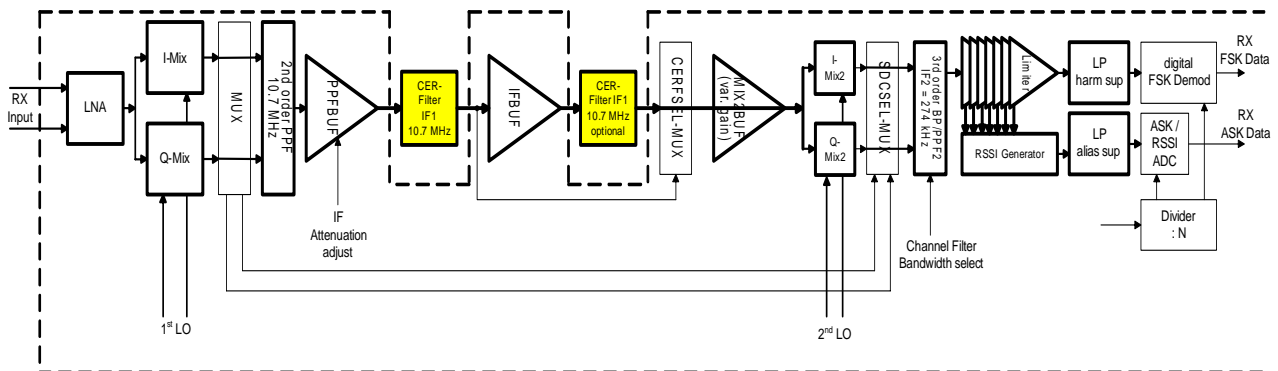 RX
Input
LNA
I-Mix
Q-Mix
MUX
2nd order PPF
10.7 MHz
PPFBUF
IF
Attenuation
adjust
CER-
Filter
IF1
10.7 MHz
IFBUF
CER-
Filter IF1
10.7 MHz
optional
CERFSEL-MUX
MIX2BUF
(var. gain)
I-
Mix2
Q-
Mix2
SDCSEL-MUX
3rd order BP/PPF2
IF2 = 274 kHz
Channel Filter
Bandwidth select
Limiter
RSSI Generator
LP
harm sup
LP
alias sup
digital
FSK Demod
ASK /
RSSI
ADC
Divider
: N
RX
FSK Data
RX
ASK Data
1st LO
2nd LO